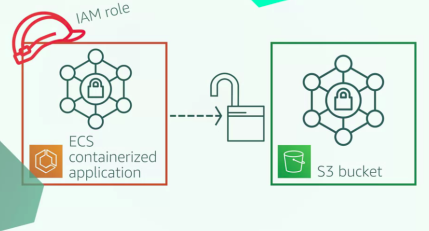 IAM role
ECS
containerized
application
S3 bucket